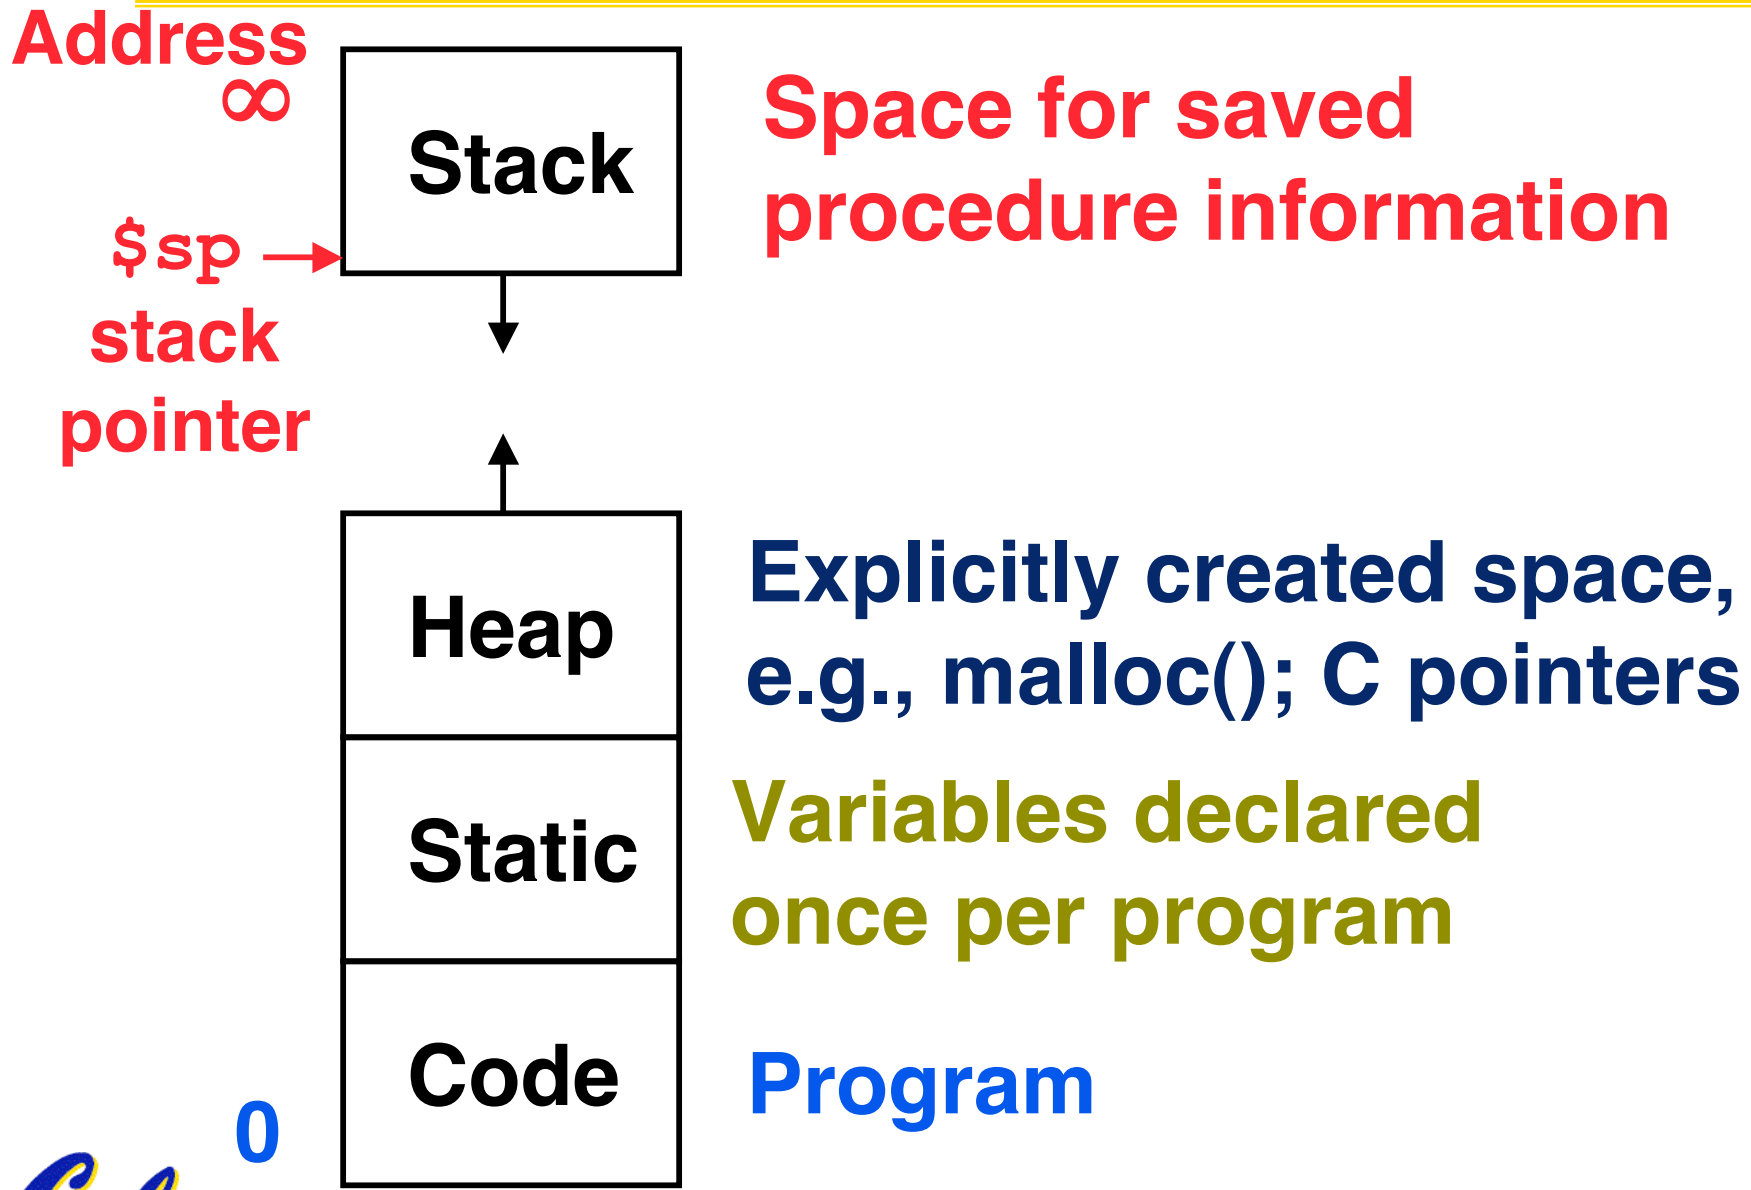 Address
∞
Stack
Space for saved
procedure information
$sp
stack
pointer
Heap
Explicitly created space,
e.g., malloc(); C pointers
Static
Variables declared
once per program
Code
Program
0